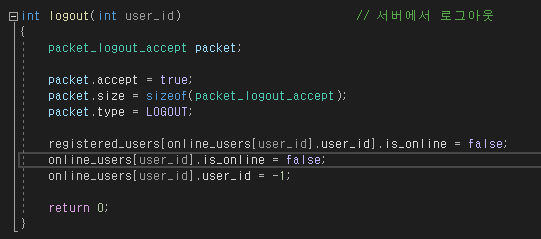 int logout(int user_id) // 서버에서 로그아웃
{
packet_logout_accept packet;
packet.accept = true;
packet.size = sizeof(packet_logout_accept);
packet.type = LOGOUT;
registered_users[online_users[user_id].user_id].is_online = false;
online_users[user_id].is_online = false;
online_users[user_id].user_id = -1;
return 0;
}